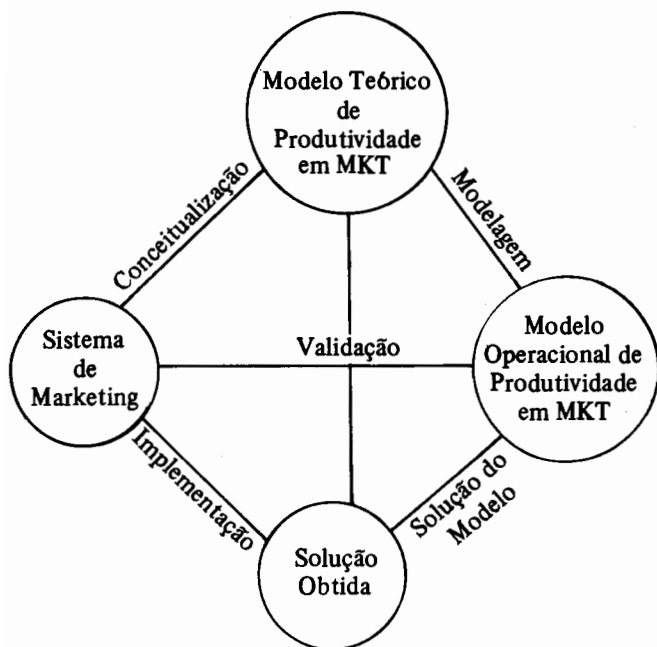 Modelo Teórico
de
Produtividade
em MKT
Conceitualização
Modelagem
Sistema
de
Marketing
Validação
Modelo
Operacional de
Produtividade
em MKT
Implementação
Solução do
Modelo
Solução
Obtida